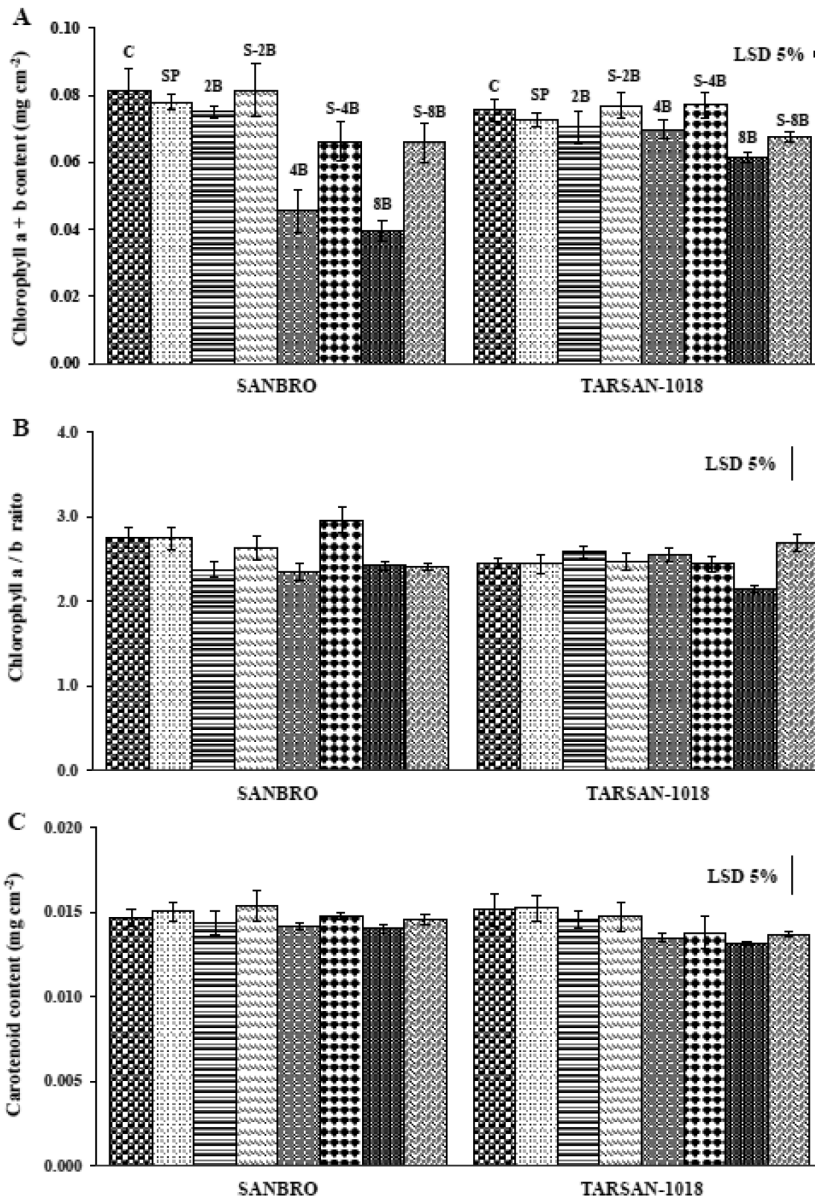 A
Chlorophyll a + b content (mg cm-2)
0.10
0.08
0.06
0.04
0.02
0.00
C
SP
2B
S-2B
4B
S-4B
8B
S-8B
C
SP
2B
S-2B
4B
S-4B
8B
S-8B
LSD 5%
SANBRO
TARSAN-1018
B
Chlorophyll a / b raito
4.0
3.0
2.0
1.0
0.0
LSD 5%
SANBRO
TARSAN-1018
C
Carotenoid content (mg cm-2)
0.020
0.015
0.010
0.005
0.000
LSD 5%
SANBRO
TARSAN-1018